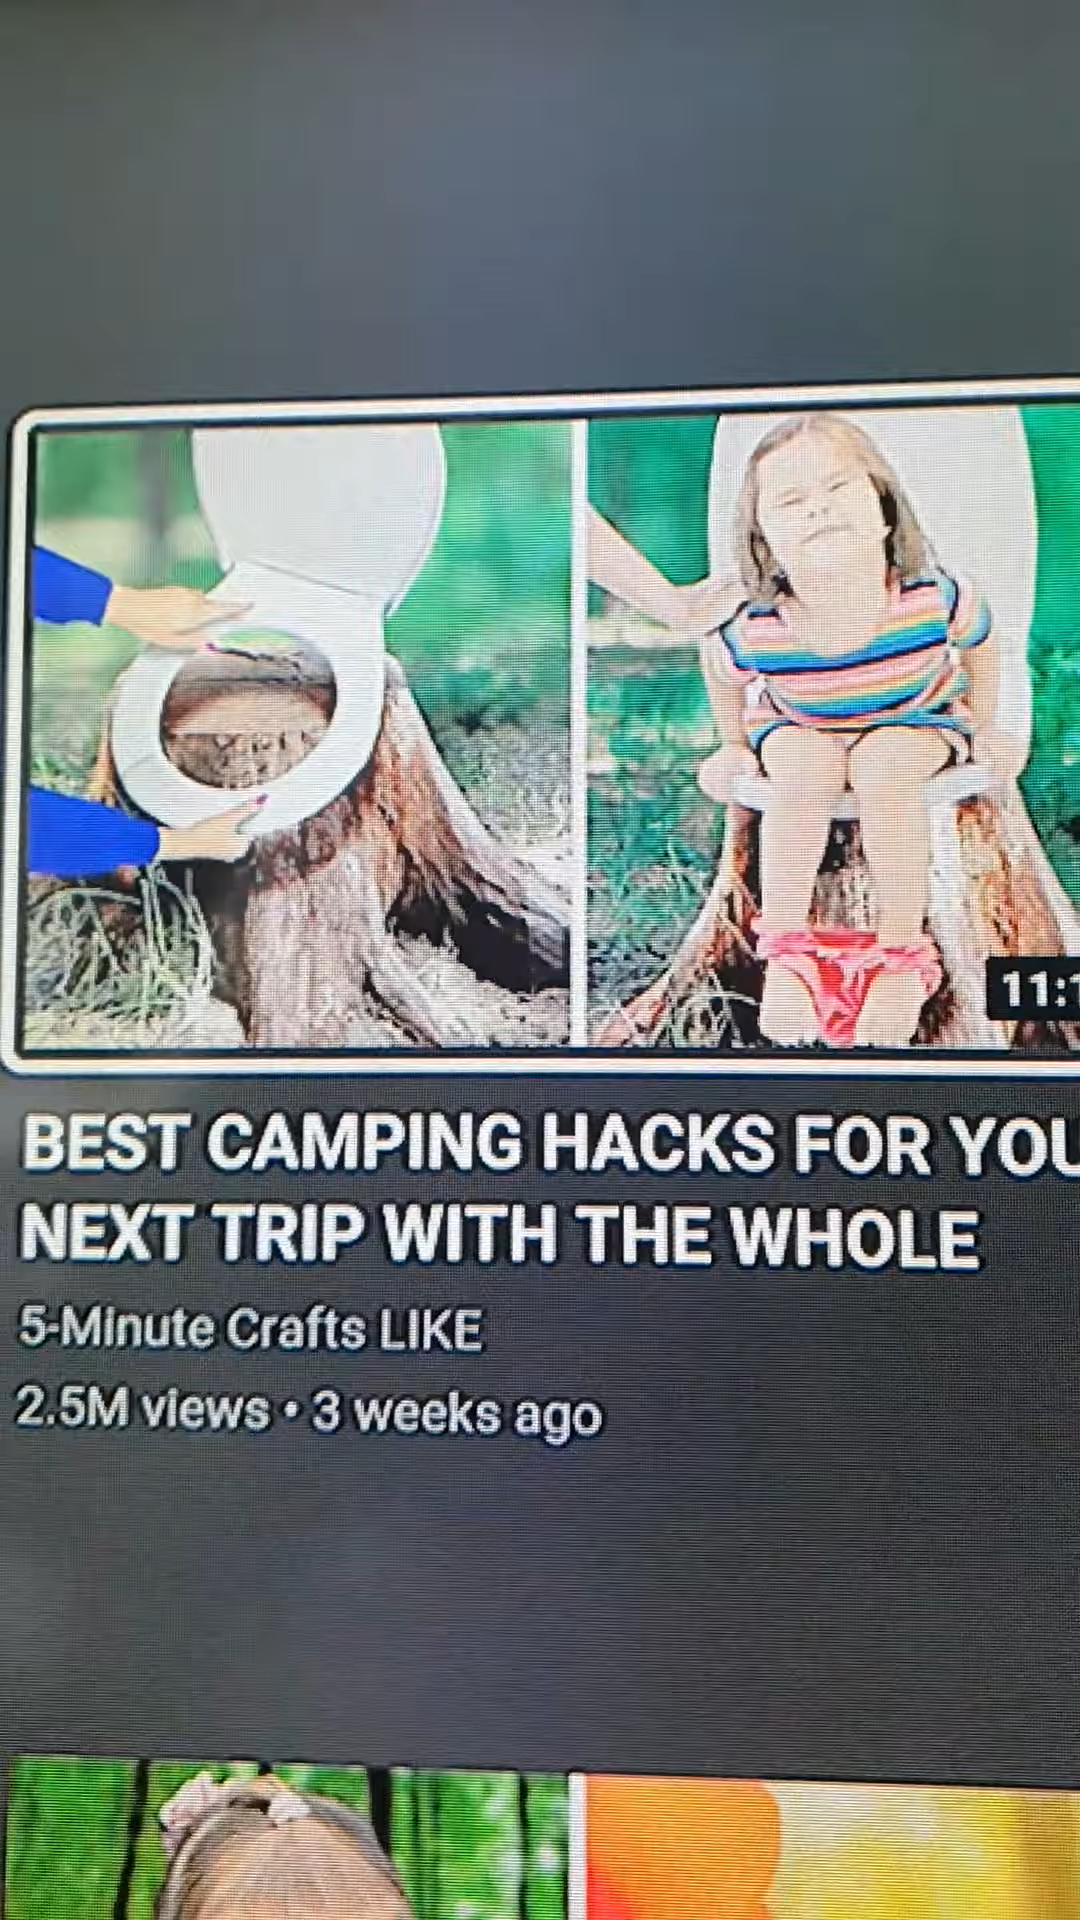 11:1
BEST CAMPING HACKS FOR YOU
NEXT TRIP WITH THE WHOLE
5-Minute Crafts LIKE
2.5M views • 3 weeks ago